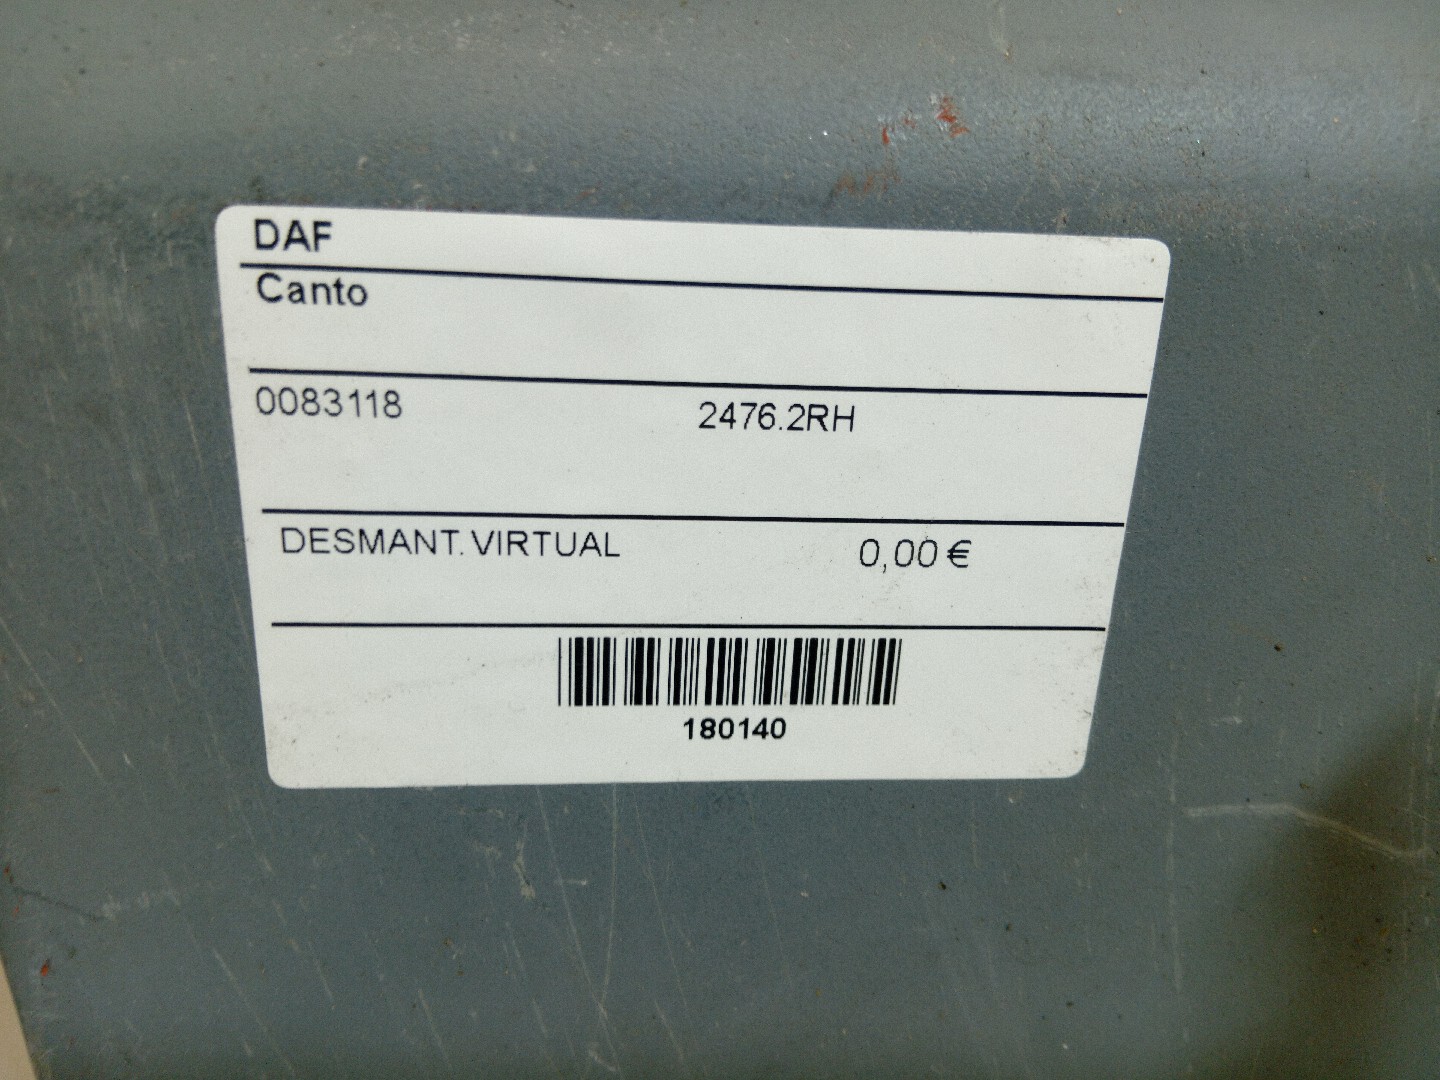 DAF
Canto
0083118 2476.2RH
DESMANT. VIRTUAL 0,00 €
180140